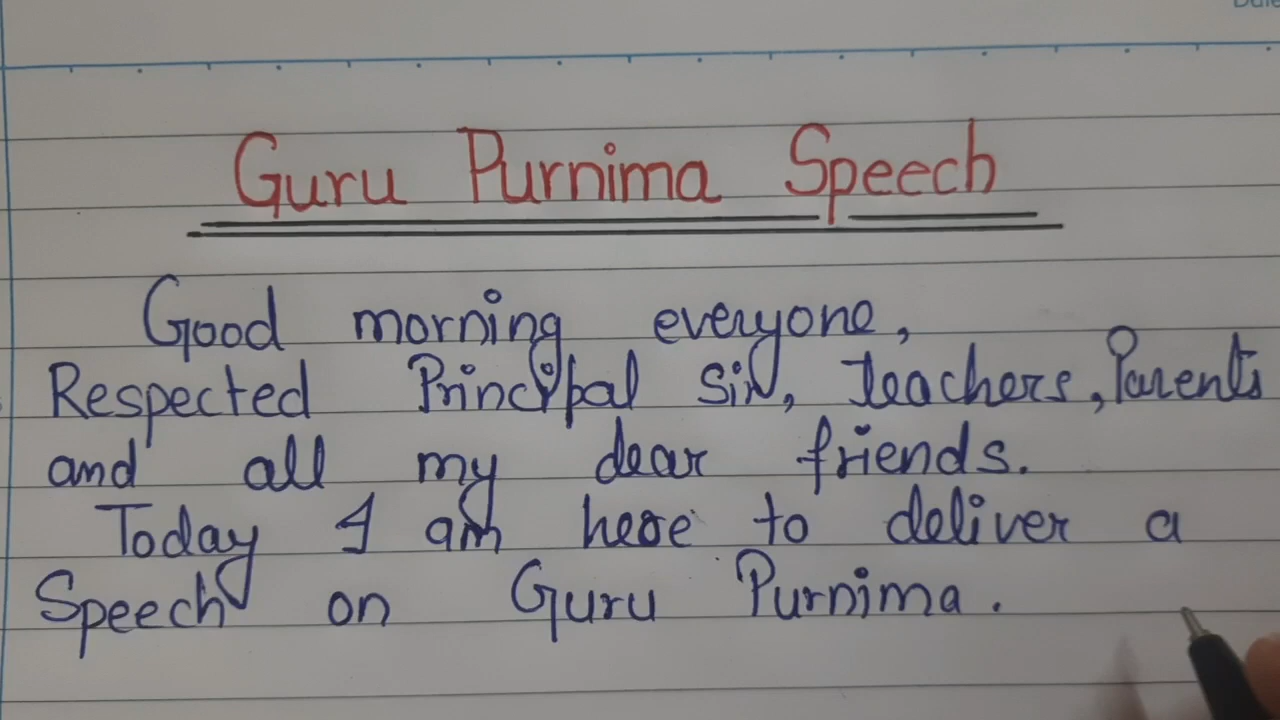 Guru Purnima Speech
Good morning everyone,
Respected Principal Sir, teachers, Parents
and all my dear friends.
Today I am here to deliver a
Speech on Guru Purnima.